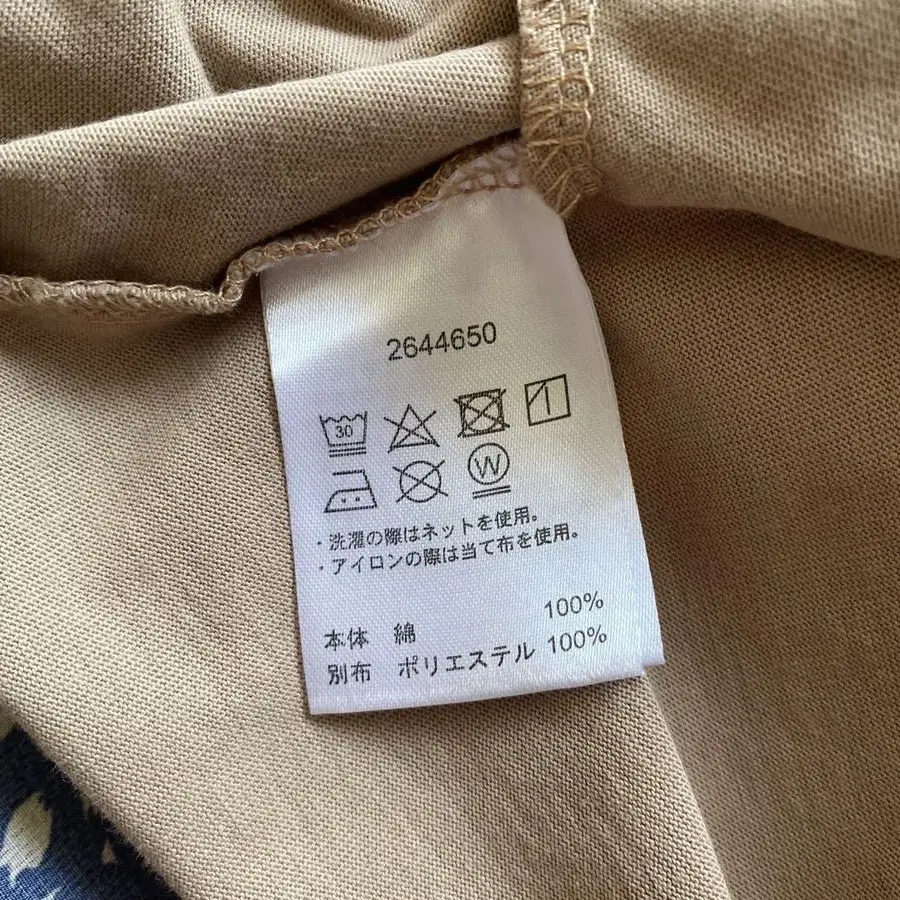 2644650
30
W
・洗濯の際はネットを使用。
・アイロンの際は当て布を使用。
本体 綿 100%
別布 ポリエステル 100%